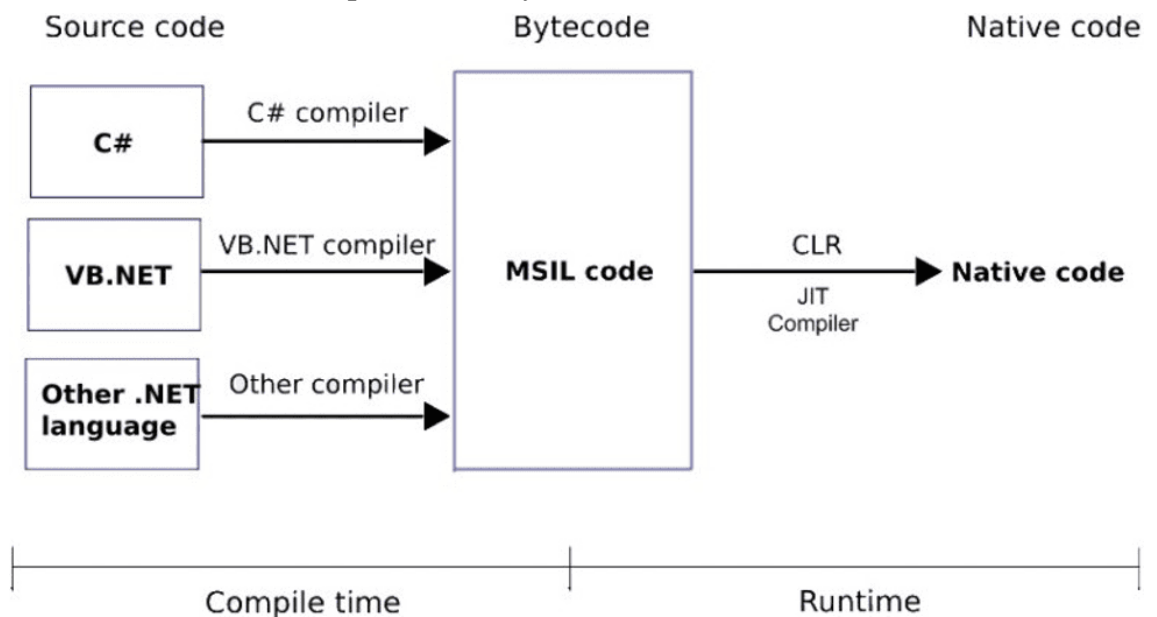 Source code
Bytecode
Native code
C#
C# compiler
VB.NET
VB.NET compiler
MSIL code
CLR
JIT
Compiler
Native code
Other .NET
language
Other compiler
Compile time
Runtime